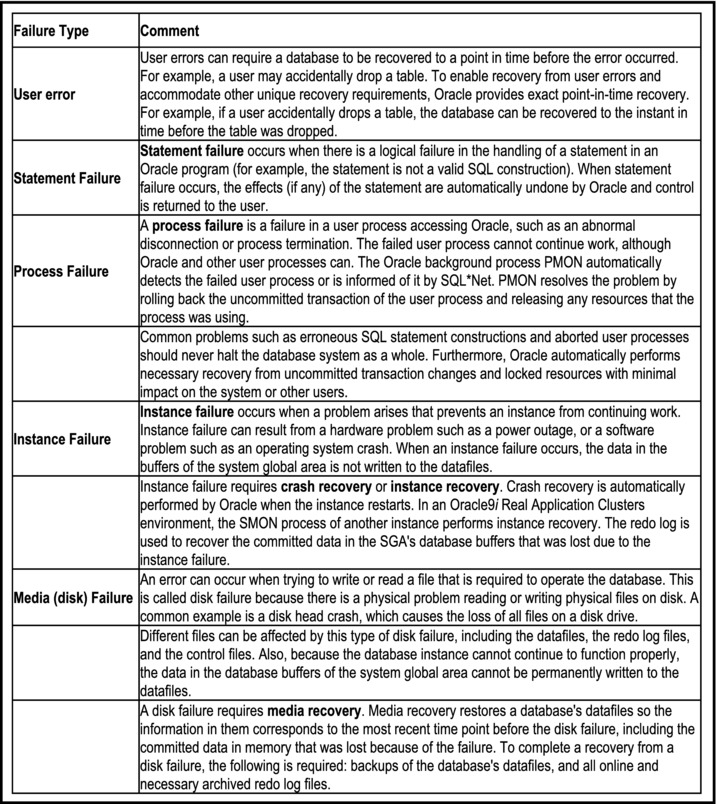 Failure Type
Comment
User error
User errors can require a database to be recovered to a point in time before the error occurred.
For example, a user may accidentally drop a table. To enable recovery from user errors and
accommodate other unique recovery requirements, Oracle provides exact point-in-time recovery.
For example, if a user accidentally drops a table, the database can be recovered to the instant in
time before the table was dropped.
Statement Failure
Statement failure occurs when there is a logical failure in the handling of a statement in an
Oracle program (for example, the statement is not a valid SQL construction). When statement
failure occurs, the effects (if any) of the statement are automatically undone by Oracle and control
is returned to the user.
Process Failure
A process failure is a failure in a user process accessing Oracle, such as an abnormal
disconnection or process termination. The failed user process cannot continue work, although
Oracle and other user processes can. The Oracle background process PMON automatically
detects the failed user process or is informed of it by SQL*Net. PMON resolves the problem by
rolling back the uncommitted transaction of the user process and releasing any resources that the
process was using.
Common problems such as erroneous SQL statement constructions and aborted user processes
should never halt the database system as a whole. Furthermore, Oracle automatically performs
necessary recovery from uncommitted transaction changes and locked resources with minimal
impact on the system or other users.
Instance Failure
Instance failure occurs when a problem arises that prevents an instance from continuing work.
Instance failure can result from a hardware problem such as a power outage, or a software
problem such as an operating system crash. When an instance failure occurs, the data in the
buffers of the system global area is not written to the datafiles.
Instance failure requires crash recovery or instance recovery. Crash recovery is automatically
performed by Oracle when the instance restarts. In an Oracle9i Real Application Clusters
environment, the SMON process of another instance performs instance recovery. The redo log is
used to recover the committed data in the SGA's database buffers that was lost due to the
instance failure.
Media (disk) Failure
An error can occur when trying to write or read a file that is required to operate the database. This
is called disk failure because there is a physical problem reading or writing physical files on disk. A
common example is a disk head crash, which causes the loss of all files on a disk drive.
Different files can be affected by this type of disk failure, including the datafiles, the redo log files,
and the control files. Also, because the database instance cannot continue to function properly,
the data in the database buffers of the system global area cannot be permanently written to the
datafiles.
A disk failure requires media recovery. Media recovery restores a database's datafiles so the
information in them corresponds to the most recent time point before the disk failure, including the
committed data in memory that was lost because of the failure. To complete a recovery from a
disk failure, the following is required: backups of the database's datafiles, and all online and
necessary archived redo log files.